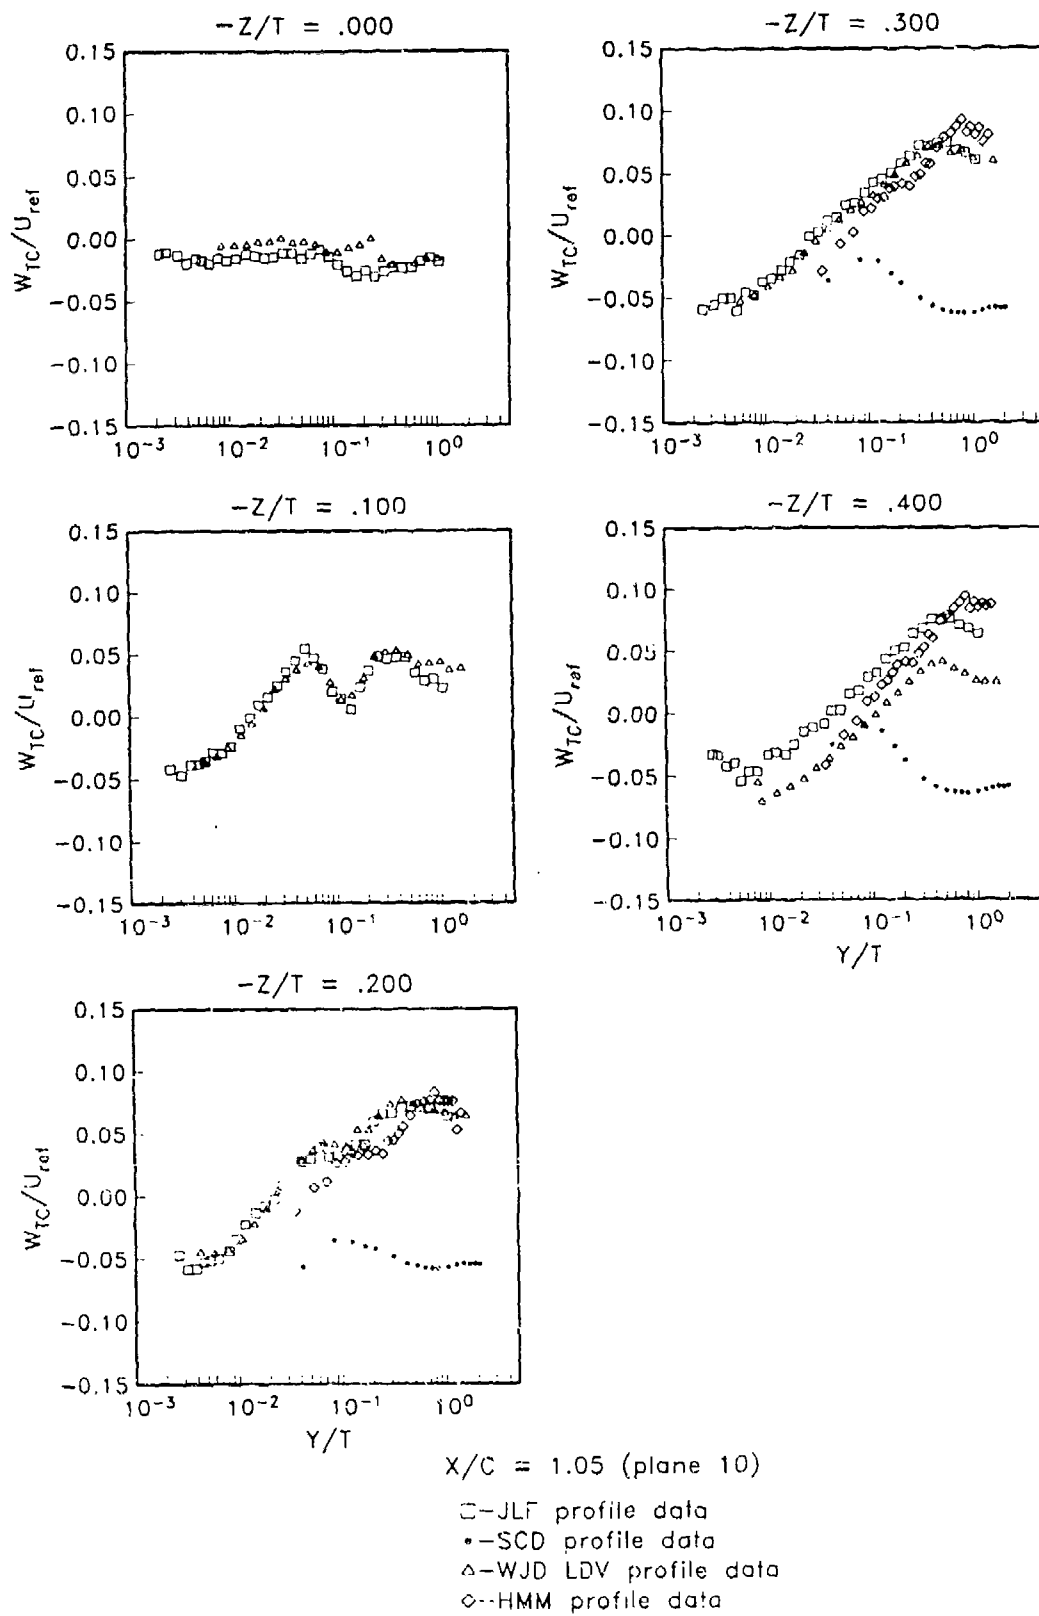 -Z/T = .000
0.15
0.10
0.05
0.00
-0.05
-0.10
-0.15
W_TC/U_ref
10^-3 10^-2 10^-1 10^0
-Z/T = .100
0.15
0.10
0.05
0.00
-0.05
-0.10
-0.15
W_TC/U_ref
10^-3 10^-2 10^-1 10^0
-Z/T = .200
0.15
0.10
0.05
0.00
-0.05
-0.10
-0.15
W_TC/U_ref
10^-3 10^-2 10^-1 10^0
Y/T
-Z/T = .300
0.15
0.10
0.05
0.00
-0.05
-0.10
-0.15
W_TC/U_ref
10^-3 10^-2 10^-1 10^0
-Z/T = .400
0.15
0.10
0.05
0.00
-0.05
-0.10
-0.15
W_TC/U_ref
10^-3 10^-2 10^-1 10^0
Y/T
X/C = 1.05 (plane 10)
□-JLF profile data
•-SCD profile data
△-WJD LDV profile data
◇--HMM profile data